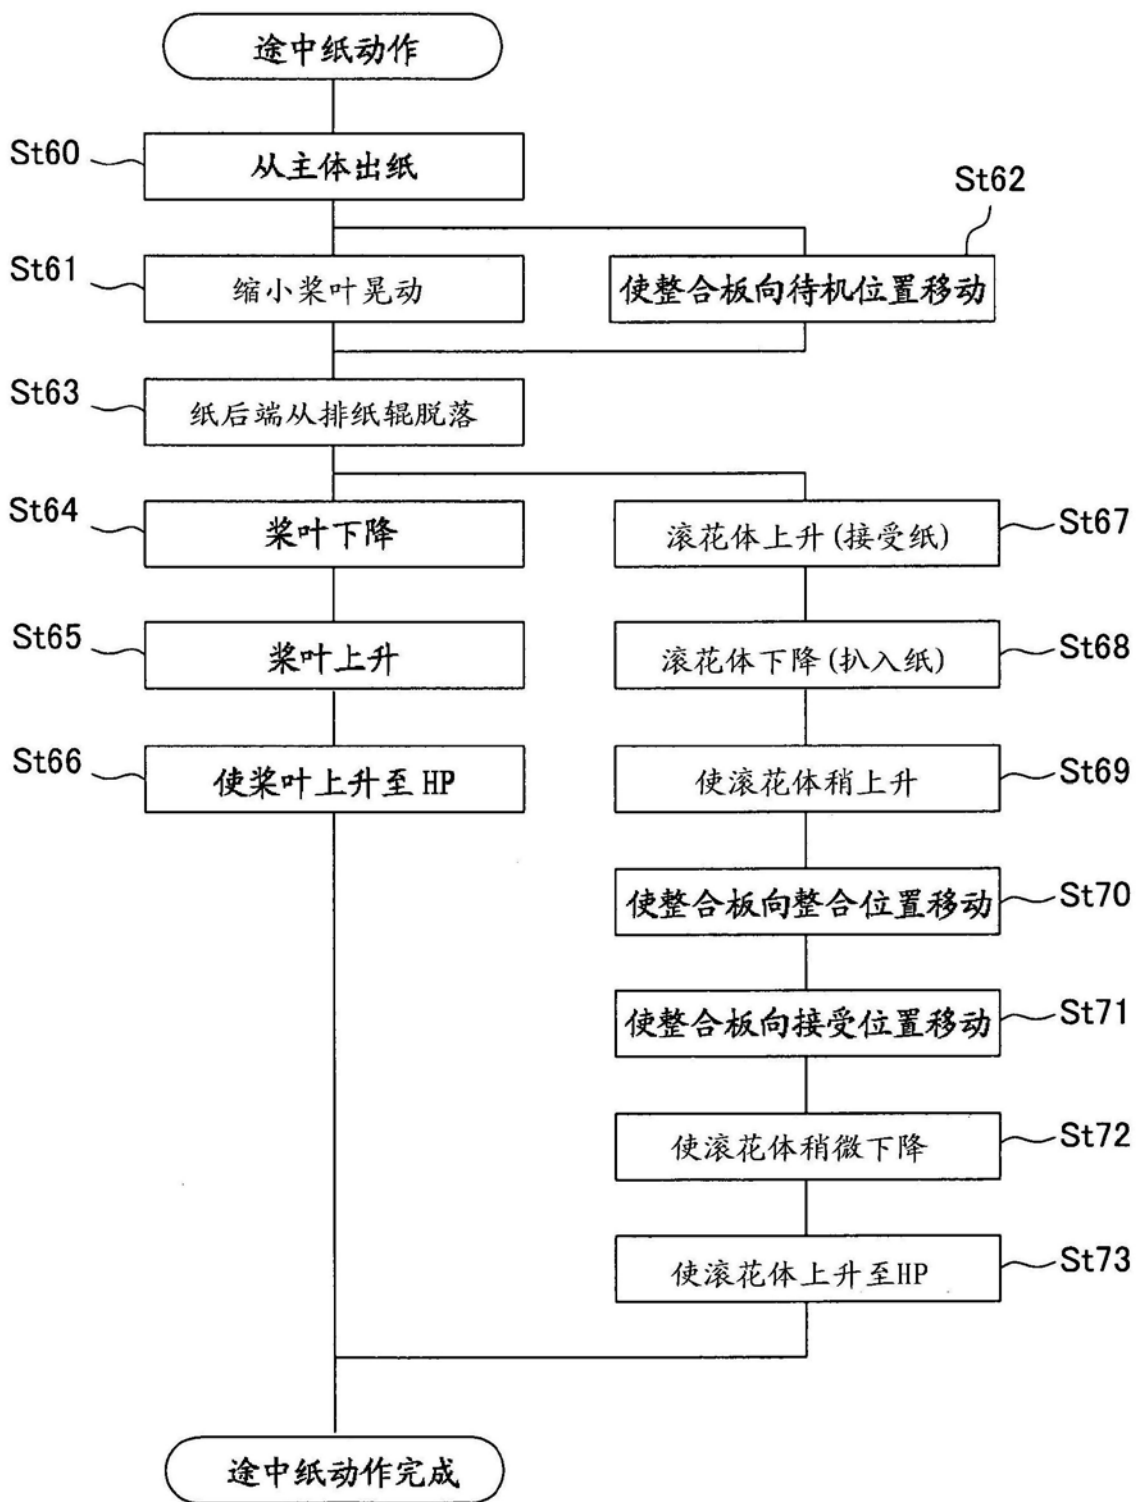 途中纸动作
St60
从主体出纸
St62
St61
缩小桨叶晃动
使整合板向待机位置移动
St63
纸后端从排纸辊脱落
St64
桨叶下降
滚花体上升(接受纸)
St67
St65
桨叶上升
滚花体下降(扒入纸)
St68
St66
使桨叶上升至 HP
使滚花体稍上升
St69
使整合板向整合位置移动
St70
使整合板向接受位置移动
St71
使滚花体稍微下降
St72
使滚花体上升至HP
St73
途中纸动作完成